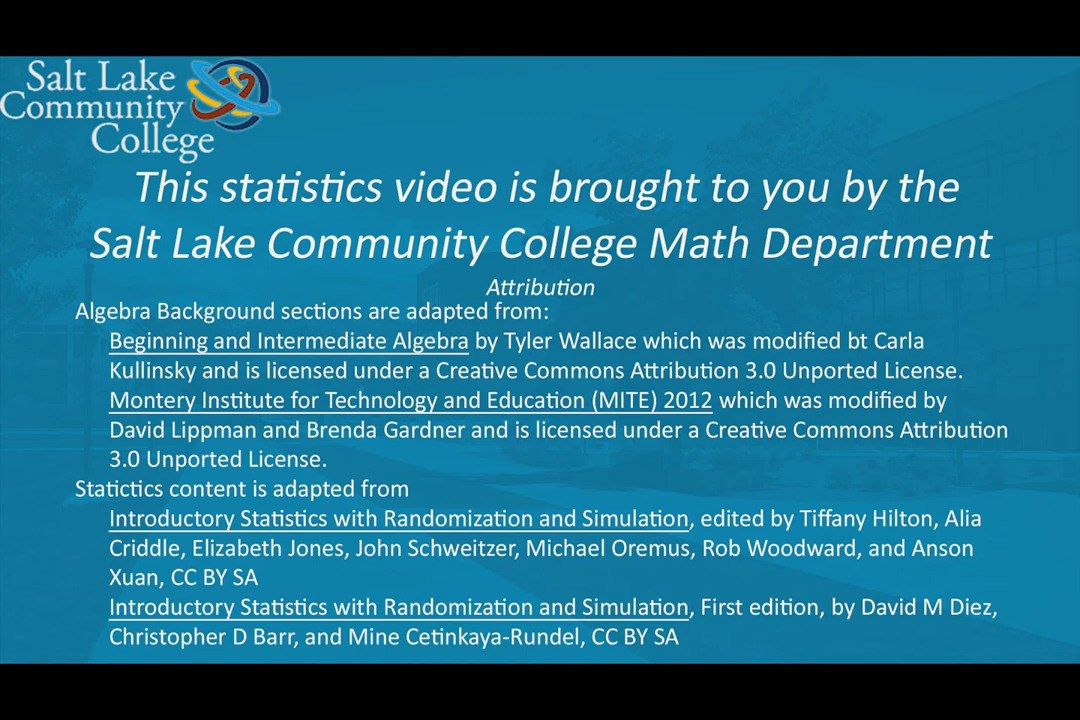 Salt Lake
Community
College
This statistics video is brought to you by the
Salt Lake Community College Math Department
Attribution
Algebra Background sections are adapted from:
Beginning and Intermediate Algebra by Tyler Wallace which was modified bt Carla
Kullinsky and is licensed under a Creative Commons Attribution 3.0 Unported License.
Montery Institute for Technology and Education (MITE) 2012 which was modified by
David Lippman and Brenda Gardner and is licensed under a Creative Commons Attribution
3.0 Unported License.
Statictics content is adapted from
Introductory Statistics with Randomization and Simulation, edited by Tiffany Hilton, Alia
Criddle, Elizabeth Jones, John Schweitzer, Michael Oremus, Rob Woodward, and Anson
Xuan, CC BY SA
Introductory Statistics with Randomization and Simulation, First edition, by David M Diez,
Christopher D Barr, and Mine Cetinkaya-Rundel, CC BY SA